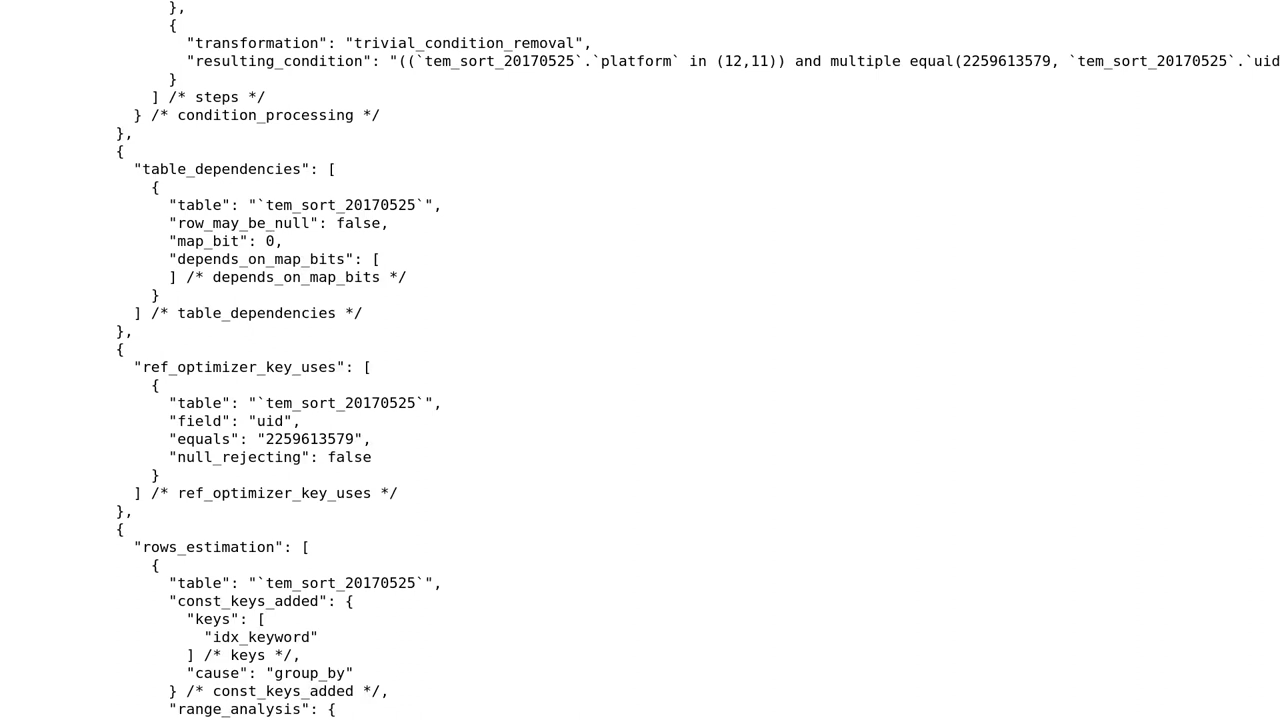 },
{
"transformation": "trivial_condition_removal",
"resulting_condition": "((`tem_sort_20170525`.`platform` in (12,11)) and multiple equal(2259613579, `tem_sort_20170525`.`uid
}
] /* steps */
} /* condition_processing */
},
{
"table_dependencies": [
{
"table": "`tem_sort_20170525`",
"row_may_be_null": false,
"map_bit": 0,
"depends_on_map_bits": [
] /* depends_on_map_bits */
}
] /* table_dependencies */
},
{
"ref_optimizer_key_uses": [
{
"table": "`tem_sort_20170525`",
"field": "uid",
"equals": "2259613579",
"null_rejecting": false
}
] /* ref_optimizer_key_uses */
},
{
"rows_estimation": [
{
"table": "`tem_sort_20170525`",
"const_keys_added": {
"keys": [
"idx_keyword"
] /* keys */,
"cause": "group_by"
} /* const_keys_added */,
"range_analysis": {